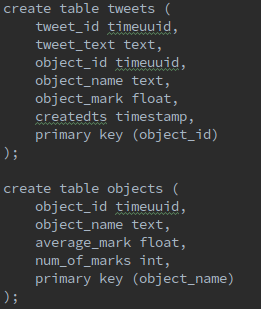 create table tweets (
    tweet_id timeuuid,
    tweet_text text,
    object_id timeuuid,
    object_name text,
    object_mark float,
    createdts timestamp,
    primary key (object_id)
);

create table objects (
    object_id timeuuid,
    object_name text,
    average_mark float,
    num_of_marks int,
    primary key (object_name)
);